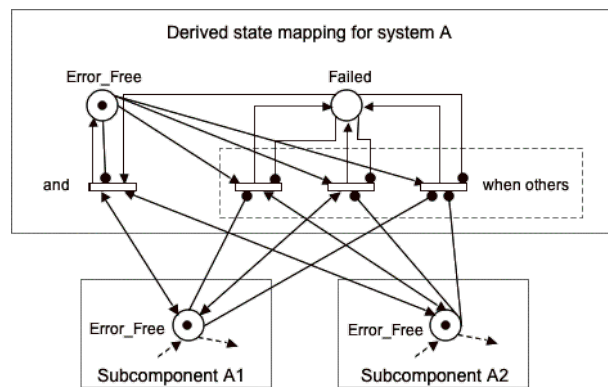 Derived state mapping for system A
Error_Free
Failed
and
when others
Error_Free
Error_Free
Subcomponent A1
Subcomponent A2